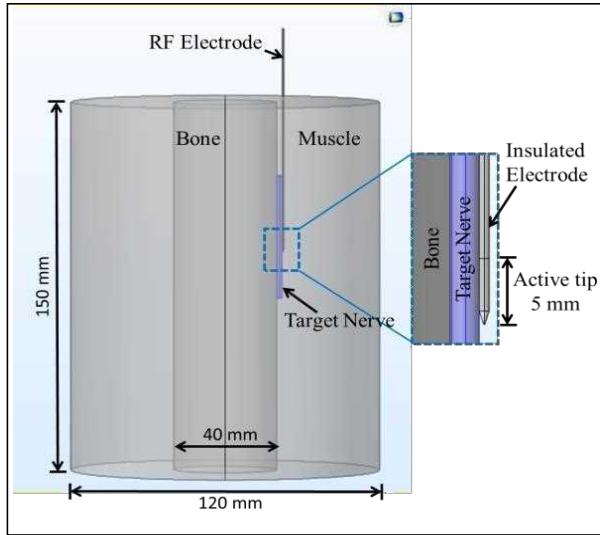 RF Electrode
Bone
Muscle
Insulated
Electrode
Bone
Target Nerve
Active tip
5 mm
Target Nerve
150 mm
40 mm
120 mm